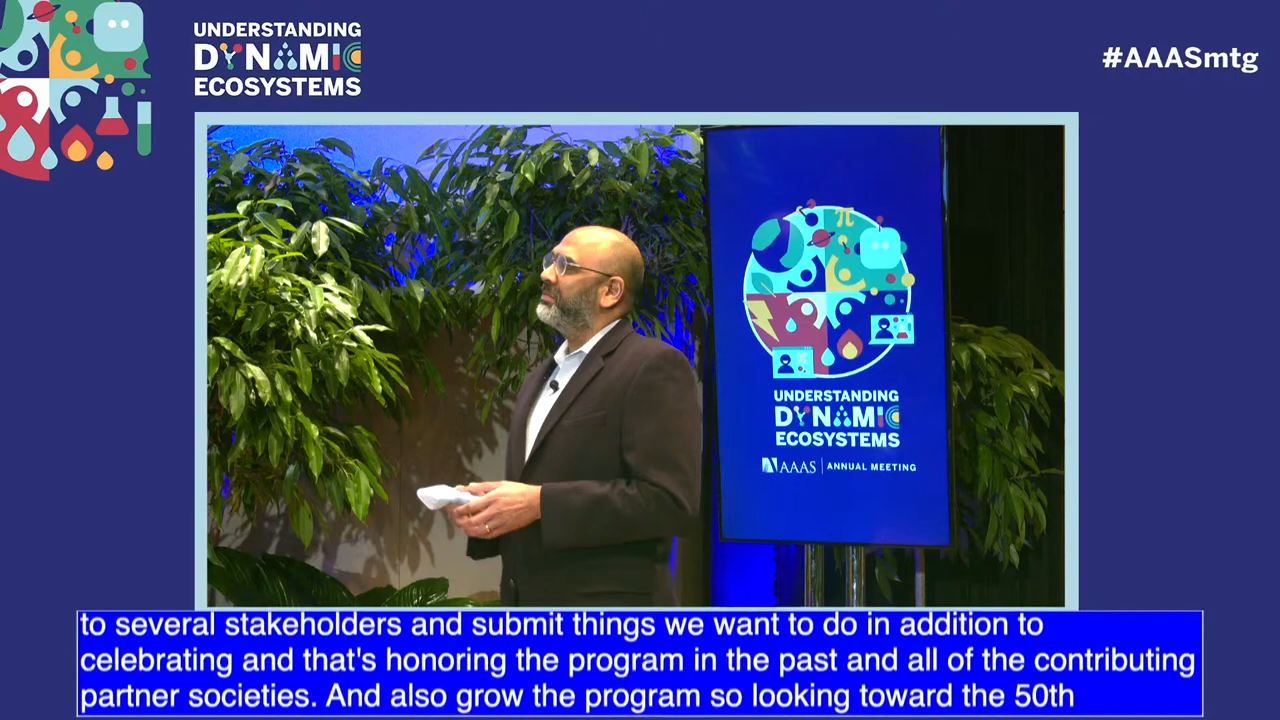 UNDERSTANDING
DYNAMIC
ECOSYSTEMS
#AAASmtg
π
UNDERSTANDING
DYNAMIC
ECOSYSTEMS
AAAS | ANNUAL MEETING
to several stakeholders and submit things we want to do in addition to
celebrating and that's honoring the program in the past and all of the contributing
partner societies. And also grow the program so looking toward the 50th